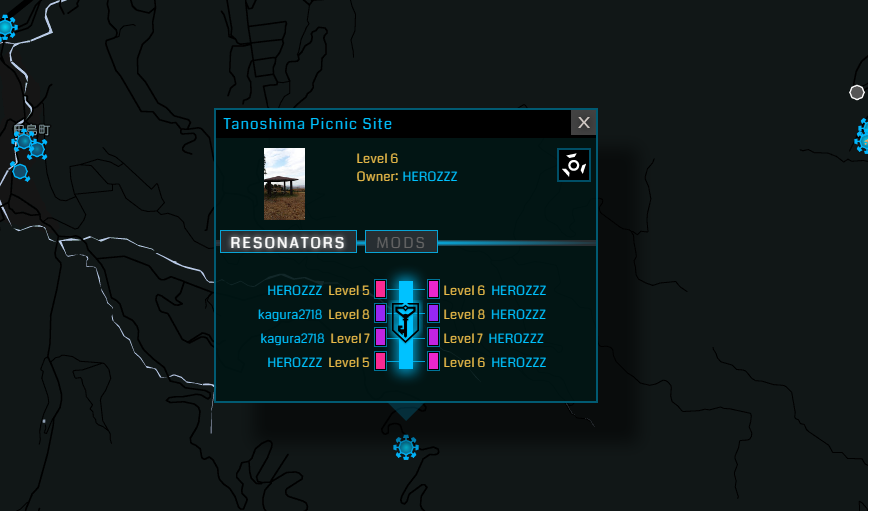 Tanoshima Picnic Site X
Level 6
Owner: HEROZZZ
RESONATORS MODS
HEROZZZ Level 5 Level 6 HEROZZZ
kagura2718 Level 8 Level 8 HEROZZZ
kagura2718 Level 7 Level 7 HEROZZZ
HEROZZZ Level 5 Level 6 HEROZZZ